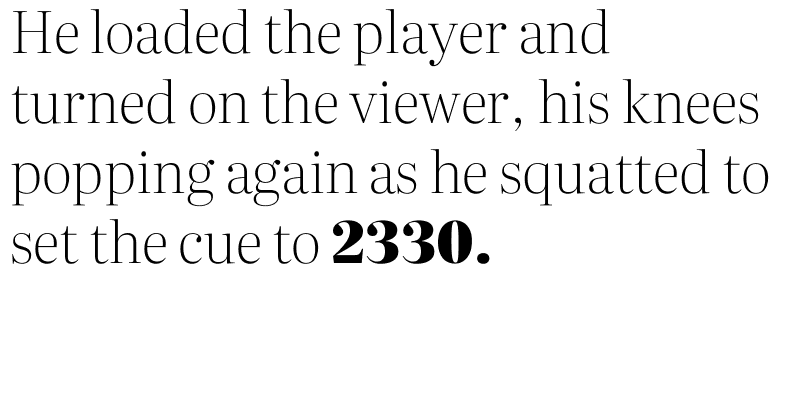 He loaded the player and
turned on the viewer, his knees
popping again as he squatted to
set the cue to 2330.